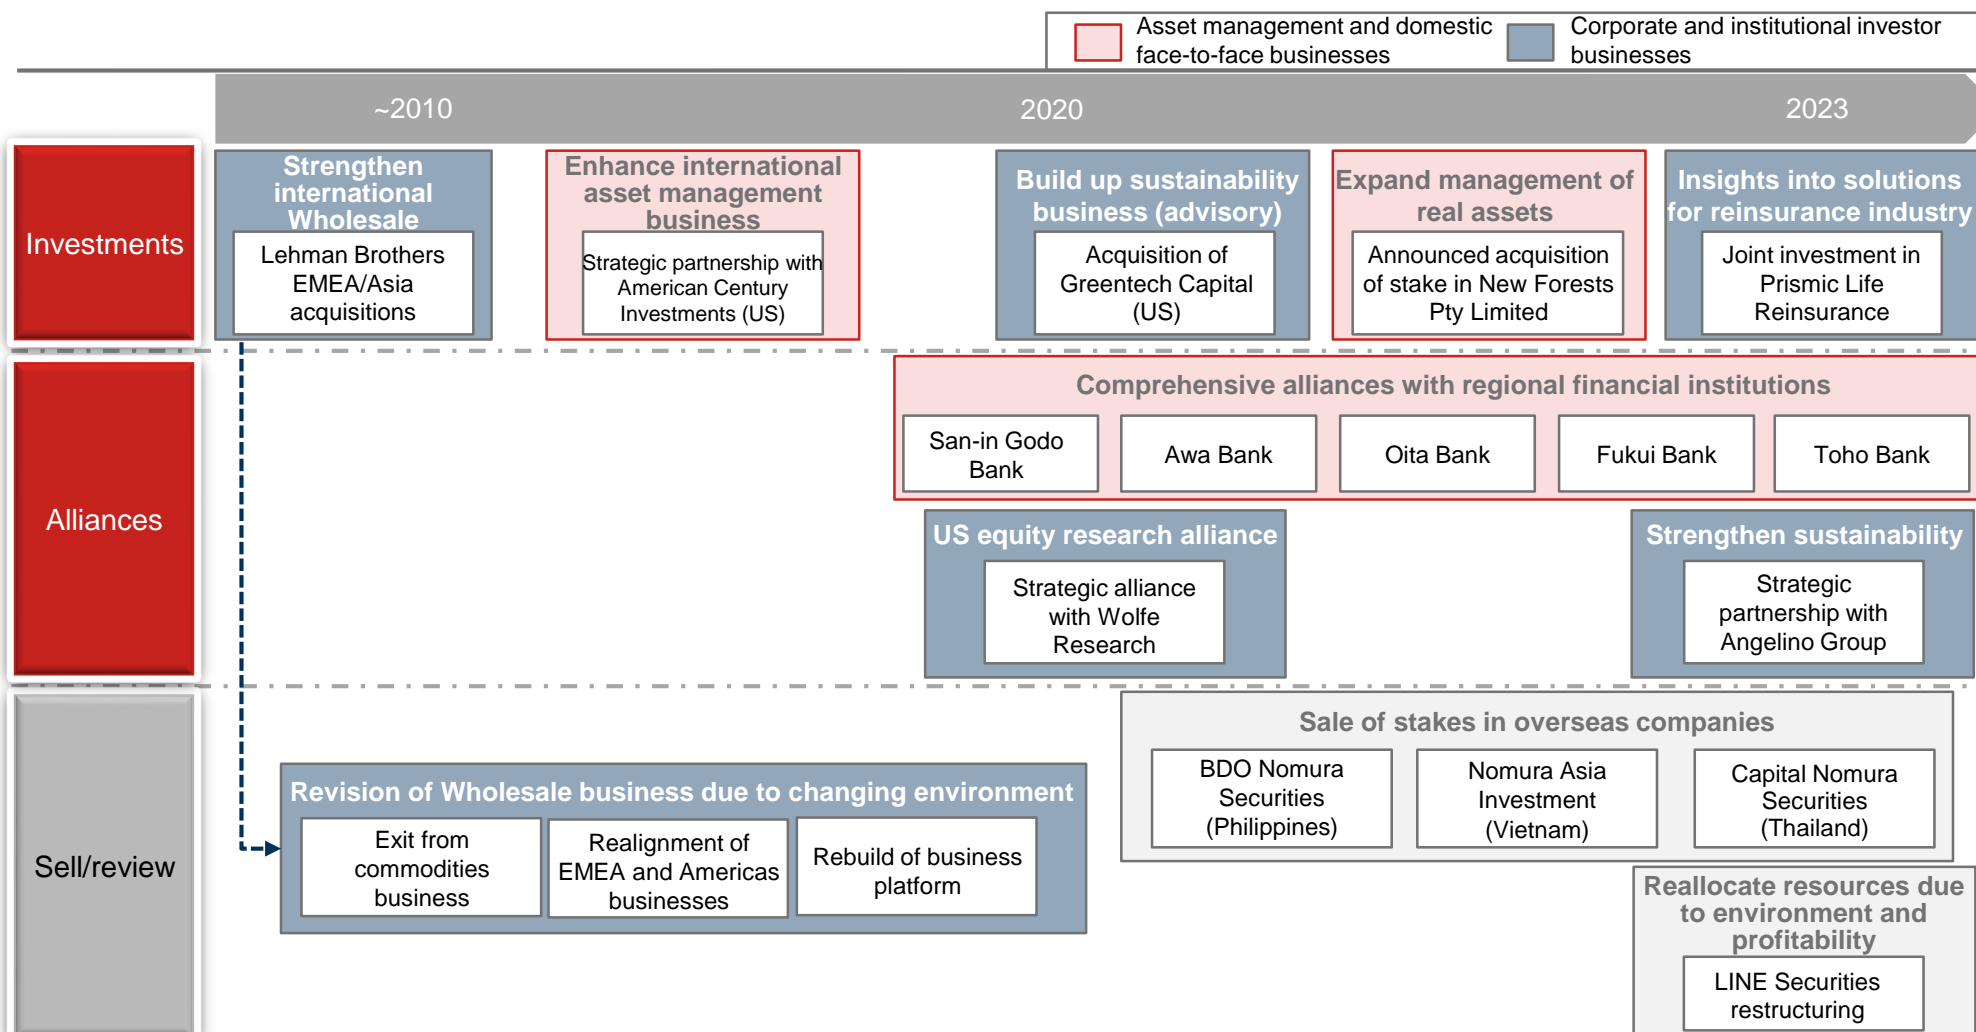 Asset management and domestic
face-to-face businesses
Corporate and institutional investor
businesses
~2010
2020
2023
Investments
Strengthen
international
Wholesale
Lehman Brothers
EMEA/Asia
acquisitions
Enhance international
asset management
business
Strategic partnership with
American Century
Investments (US)
Build up sustainability
business (advisory)
Acquisition of
Greentech Capital
(US)
Expand management of
real assets
Announced acquisition
of stake in New Forests
Pty Limited
Insights into solutions
for reinsurance industry
Joint investment in
Prismic Life
Reinsurance
Alliances
Comprehensive alliances with regional financial institutions
San-in Godo
Bank
Awa Bank
Oita Bank
Fukui Bank
Toho Bank
US equity research alliance
Strategic alliance
with Wolfe
Research
Strengthen sustainability
Strategic
partnership with
Angelino Group
Sell/review
Revision of Wholesale business due to changing environment
Exit from
commodities
business
Realignment of
EMEA and Americas
businesses
Rebuild of business
platform
Sale of stakes in overseas companies
BDO Nomura
Securities
(Philippines)
Nomura Asia
Investment
(Vietnam)
Capital Nomura
Securities
(Thailand)
Reallocate resources due
to environment and
profitability
LINE Securities
restructuring